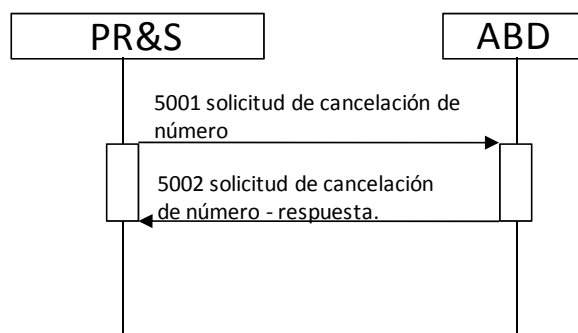 PR&S
ABD
5001 solicitud de cancelación de
número
5002 solicitud de cancelación
de número - respuesta.